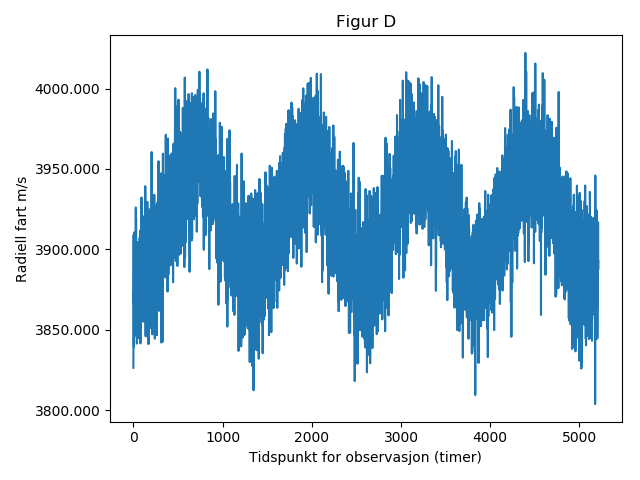 Figur D
4000.000
3950.000
3900.000
3850.000
3800.000
Radiell fart m/s
0 1000 2000 3000 4000 5000
Tidspunkt for observasjon (timer)